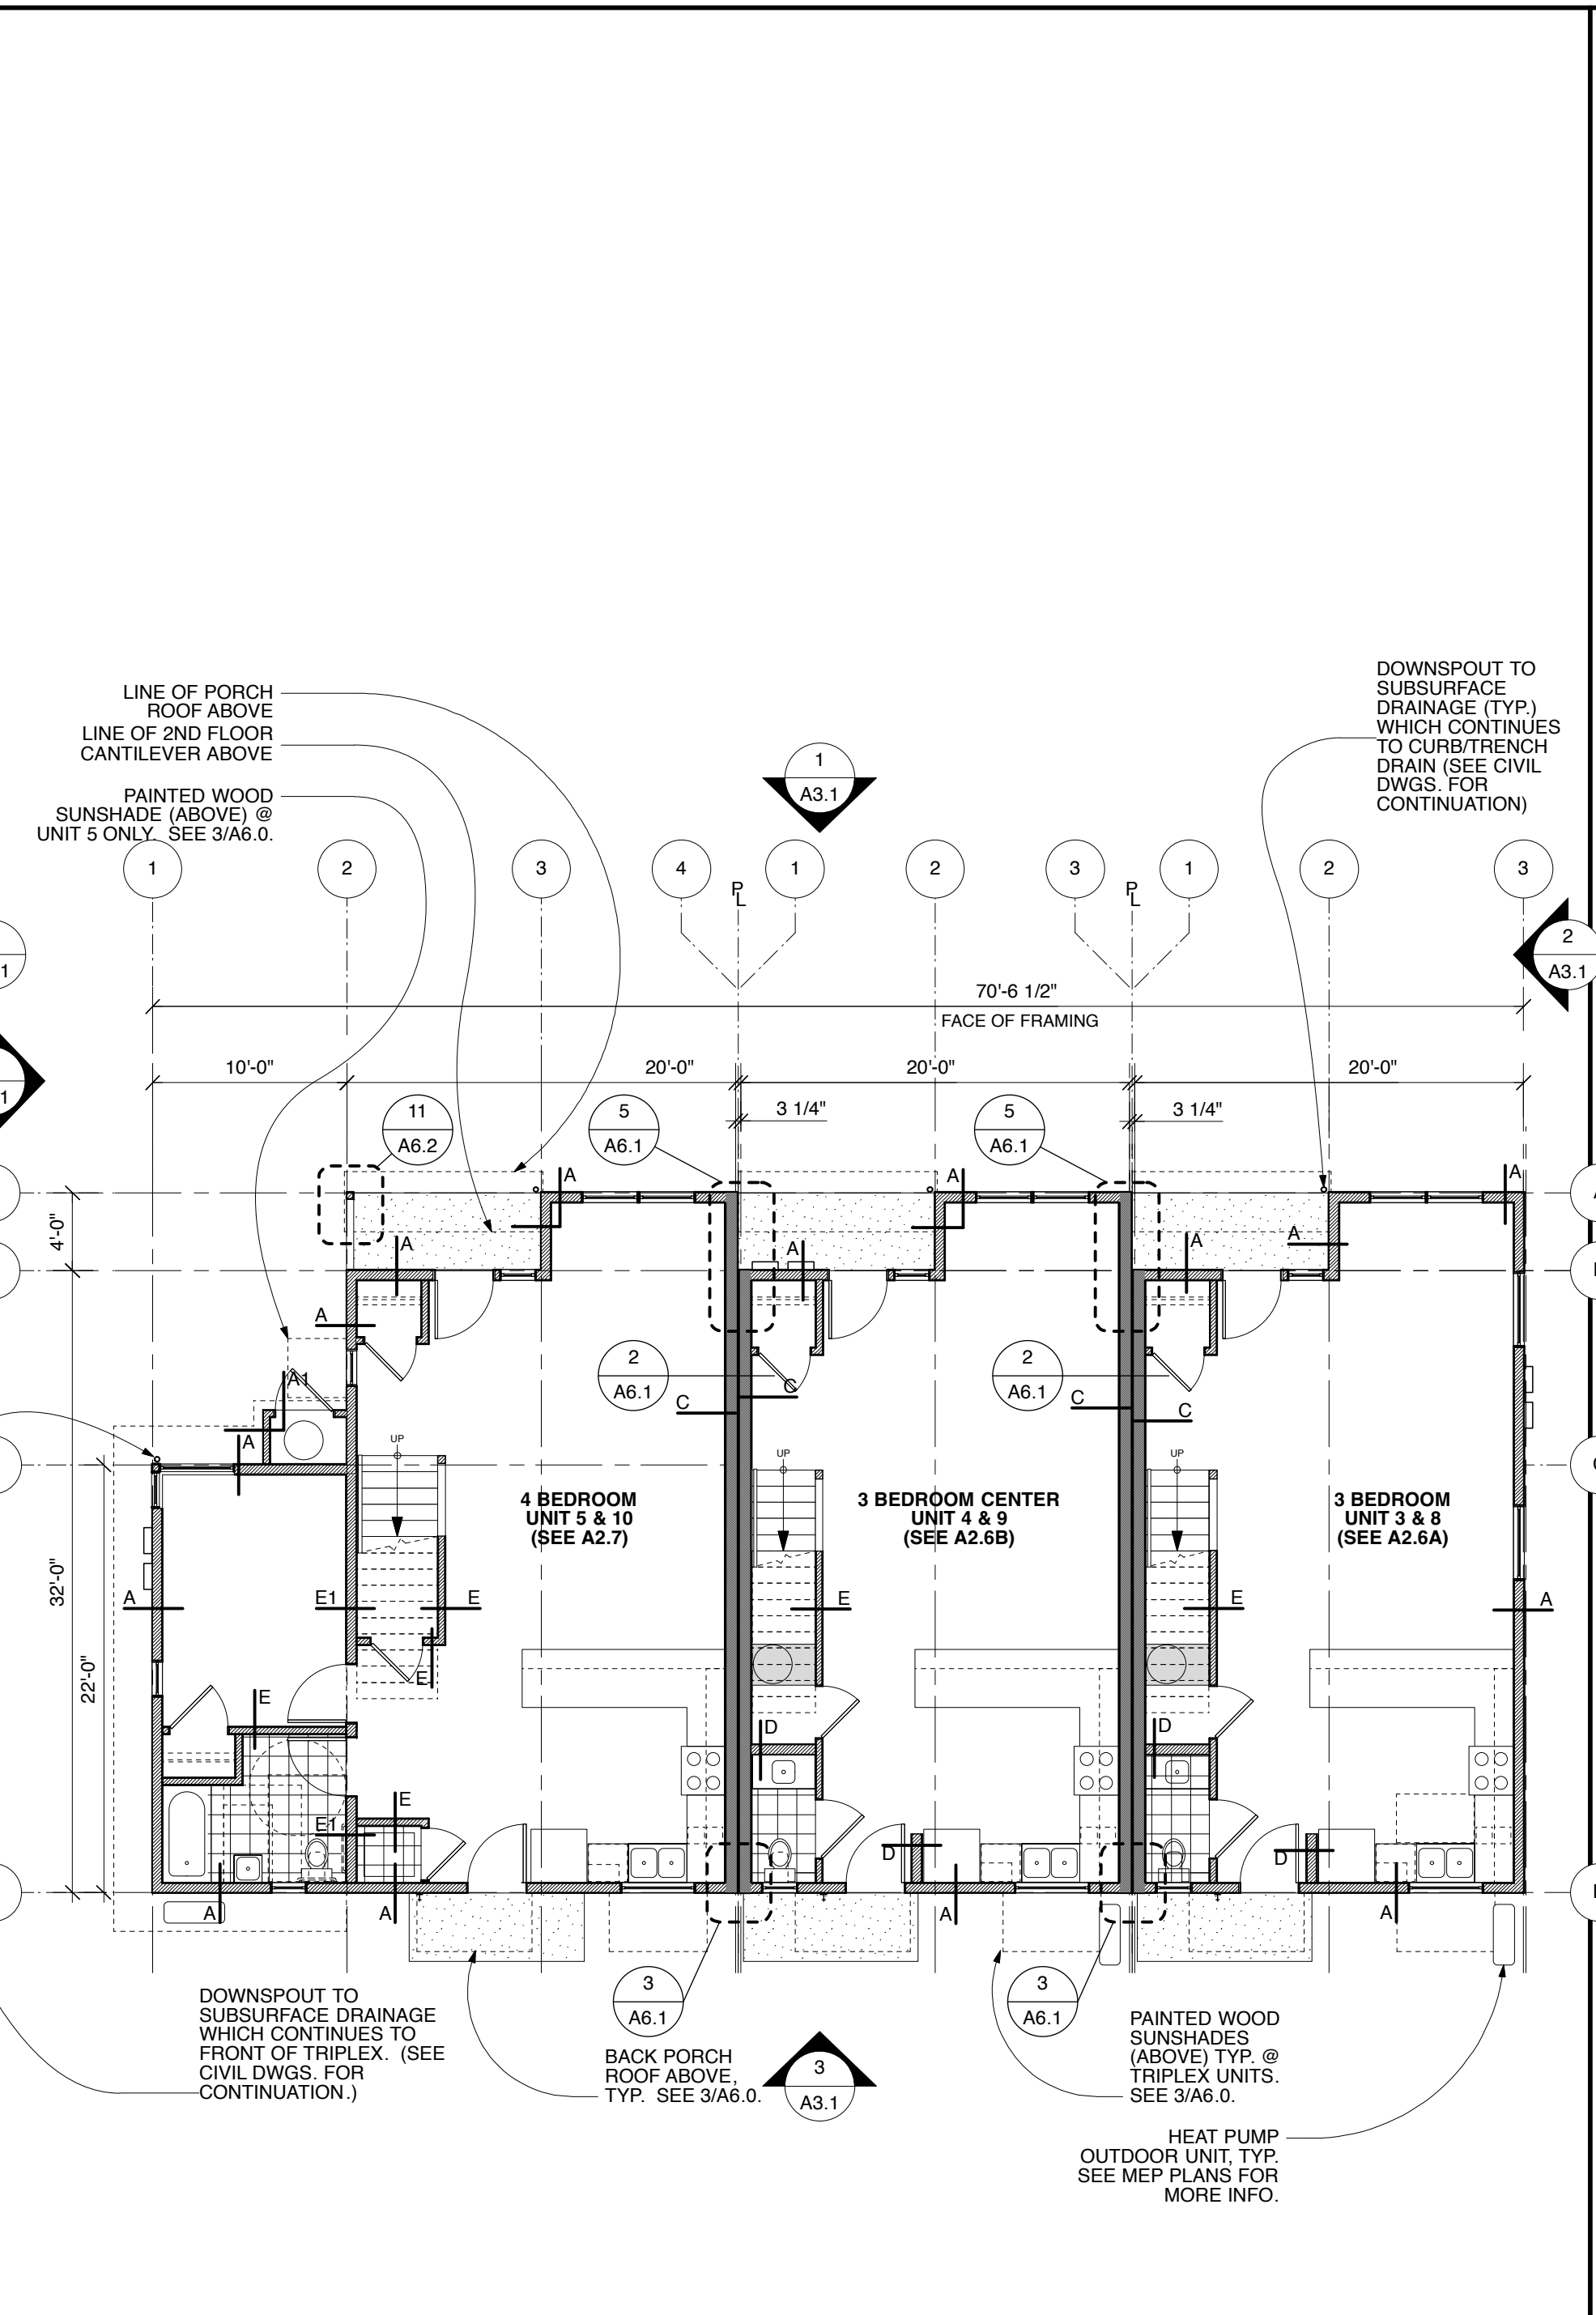 LINE OF PORCH
ROOF ABOVE
LINE OF 2ND FLOOR
CANTILEVER ABOVE
PAINTED WOOD
SUNSHADE (ABOVE) @
UNIT 5 ONLY. SEE 3/A6.0.
DOWNSPOUT TO
SUBSURFACE
DRAINAGE (TYP.)
WHICH CONTINUES
TO CURB/TRENCH
DRAIN (SEE CIVIL
DWGS. FOR
CONTINUATION)
1
A3.1
1 2 3 4 1 2 3 1 2 3
PL PL
1
2
A3.1
1
70'-6 1/2"
FACE OF FRAMING
10'-0" 20'-0" 20'-0" 20'-0"
3 1/4" 3 1/4"
11
A6.2
5
A6.1
5
A6.1
A A A
4'-0"
A A A A
A
2
A6.1
2
A6.1
A1
C C C C
A
UP UP UP
4 BEDROOM
UNIT 5 & 10
(SEE A2.7)
3 BEDROOM CENTER
UNIT 4 & 9
(SEE A2.6B)
3 BEDROOM
UNIT 3 & 8
(SEE A2.6A)
32'-0"
22'-0"
A E1 E E E A
E
E D D
E
E1
D D
A A A A
3
A6.1
3
A6.1
DOWNSPOUT TO
SUBSURFACE DRAINAGE
WHICH CONTINUES TO
FRONT OF TRIPLEX. (SEE
CIVIL DWGS. FOR
CONTINUATION.)
BACK PORCH
ROOF ABOVE,
TYP. SEE 3/A6.0.
3
A3.1
PAINTED WOOD
SUNSHADES
(ABOVE) TYP. @
TRIPLEX UNITS.
SEE 3/A6.0.
HEAT PUMP
OUTDOOR UNIT, TYP.
SEE MEP PLANS FOR
MORE INFO.